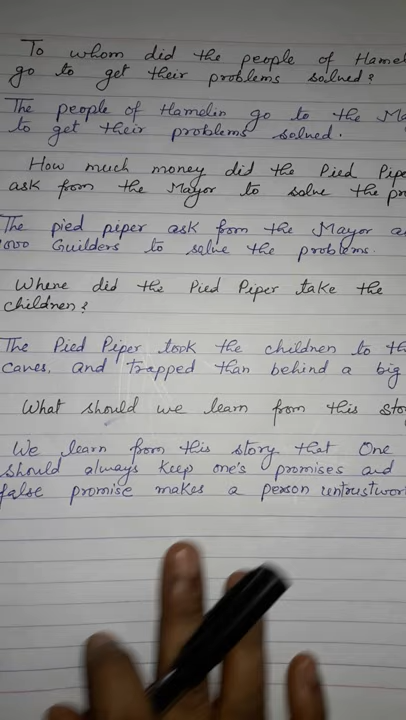 To whom did the people of Hamel
go to get their problems solved?
The people of Hamelin go to the Ma
to get their problems solved.
How much money did the Pied Pipe
ask from the Mayor to solve the pr
The pied piper ask from the Mayor a
1000 Guilders to solve the problems.
Where did the Pied Piper take the
children?
The Pied Piper took the children to th
caves, and trapped than behind a big
What should we learn from this sto
We learn from this story that One
should always keep one's promises and
false promise makes a person untrustwor